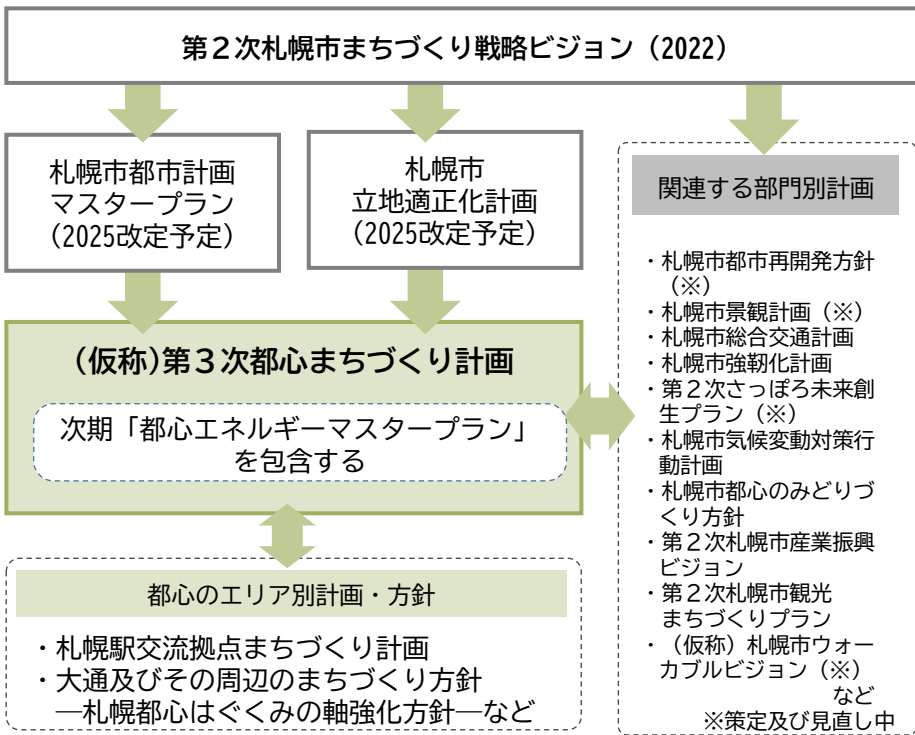 第２次札幌市まちづくり戦略ビジョン（2022）
札幌市都市計画
マスタープラン
（2025改定予定）
札幌市
立地適正化計画
（2025改定予定）
（仮称）第３次都心まちづくり計画
次期「都心エネルギーマスタープラン」
を包含する
都心のエリア別計画・方針
・札幌駅交流拠点まちづくり計画
・大通及びその周辺のまちづくり方針
―札幌都心はぐくみの軸強化方針―など
関連する部門別計画
・札幌市都市再開発方針
（※）
・札幌市景観計画（※）
・札幌市総合交通計画
・札幌市強靭化計画
・第２次さっぽろ未来創
生プラン（※）
・札幌市気候変動対策行
動計画
・札幌市都心のみどりづ
くり方針
・第２次札幌市産業振興
ビジョン
・第２次札幌市観光
まちづくりプラン
・（仮称）札幌市ウォー
カブルビジョン（※）
など
※策定及び見直し中